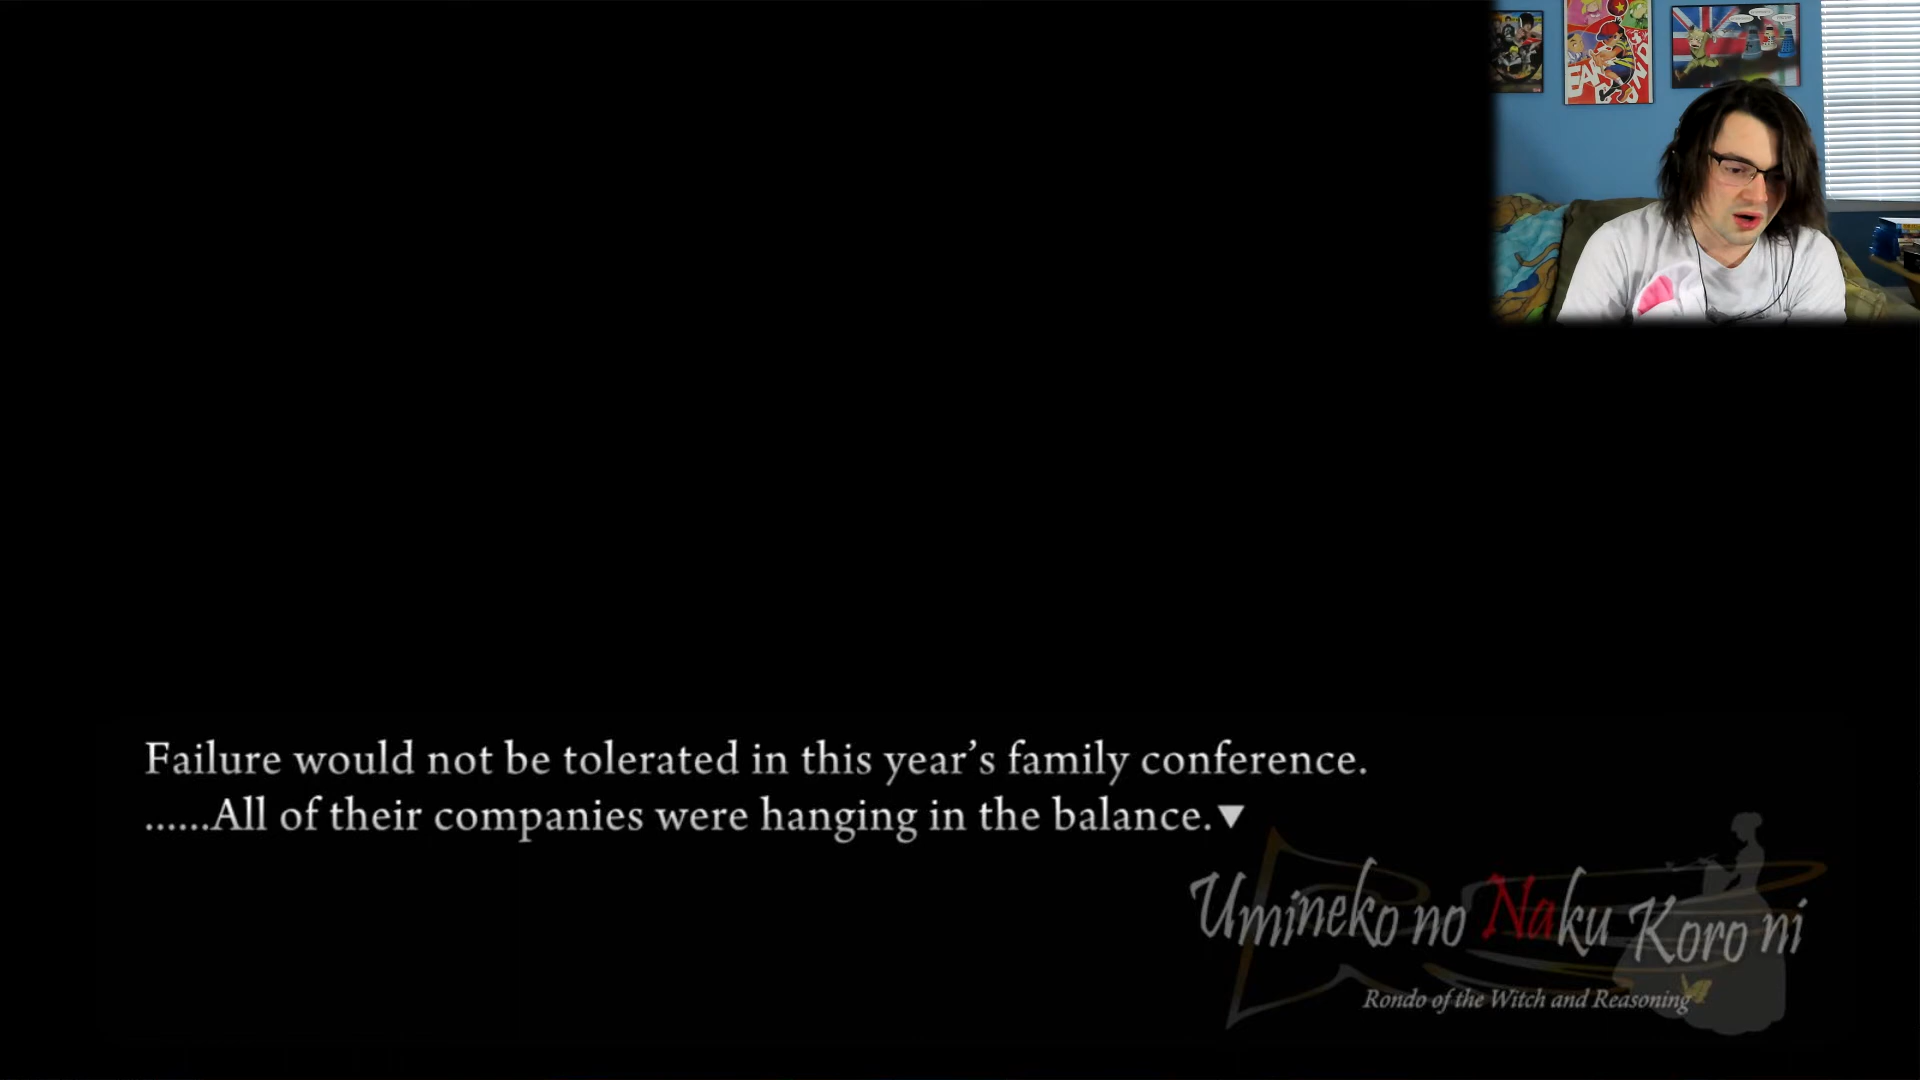 Failure would not be tolerated in this year’s family conference.
......All of their companies were hanging in the balance.
Umineko no Naku Koro ni
Rondo of the Witch and Reasoning